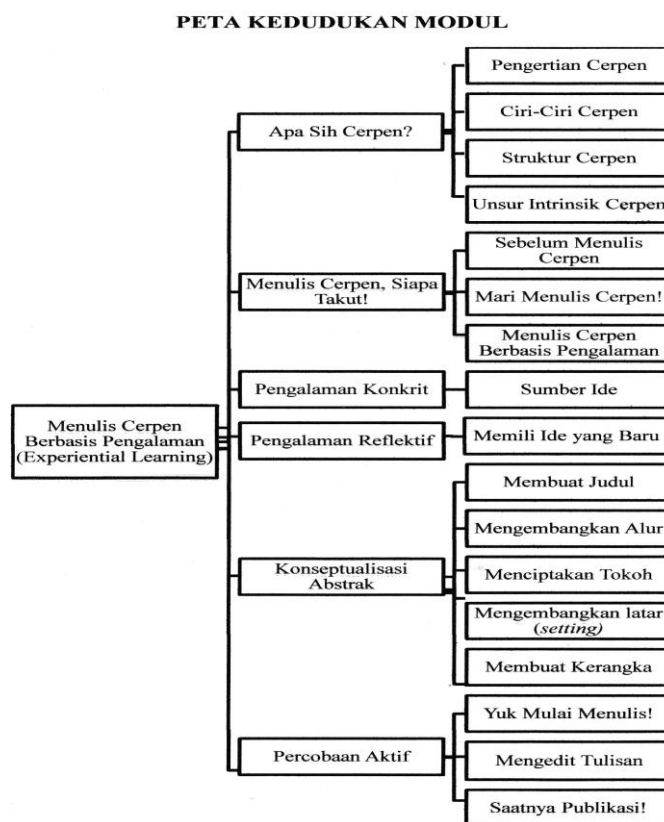 PETA KEDUDUKAN MODUL
Menulis Cerpen
Berbasis Pengalaman
(Experiential Learning)
Apa Sih Cerpen?
Pengertian Cerpen
Ciri-Ciri Cerpen
Struktur Cerpen
Unsur Intrinsik Cerpen
Menulis Cerpen, Siapa
Takut!
Sebelum Menulis
Cerpen
Mari Menulis Cerpen!
Menulis Cerpen
Berbasis Pengalaman
Pengalaman Konkrit
Sumber Ide
Pengalaman Reflektif
Memili Ide yang Baru
Konseptualisasi
Abstrak
Membuat Judul
Mengembangkan Alur
Menciptakan Tokoh
Mengembangkan latar
(setting)
Membuat Kerangka
Percobaan Aktif
Yuk Mulai Menulis!
Mengedit Tulisan
Saatnya Publikasi!